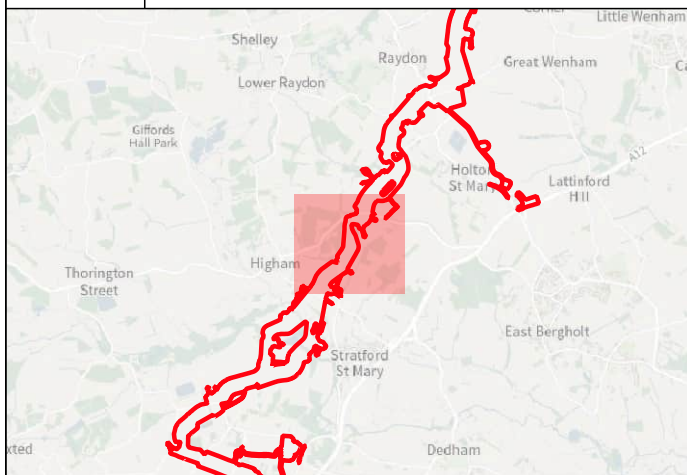 Little Wenham
Shelley
Raydon
Great Wenham
Lower Raydon
Giffords
Hall Park
A12
Holton
St Mary
Lattinford
Hill
Higham
Thorington
Street
East Bergholt
Stratford
St Mary
Dedham